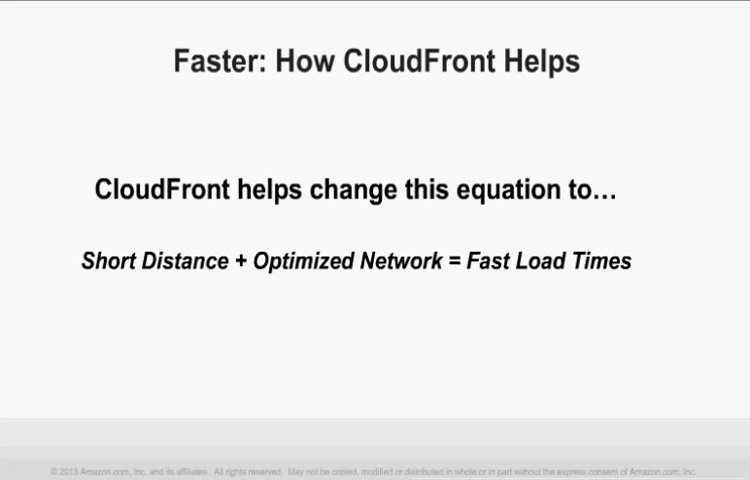 Faster: How CloudFront Helps
CloudFront helps change this equation to…
Short Distance + Optimized Network = Fast Load Times
© 2013 Amazon.com, Inc. and its affiliates. All rights reserved. May not be copied, modified or distributed in whole or in part without the express consent of Amazon.com, Inc.